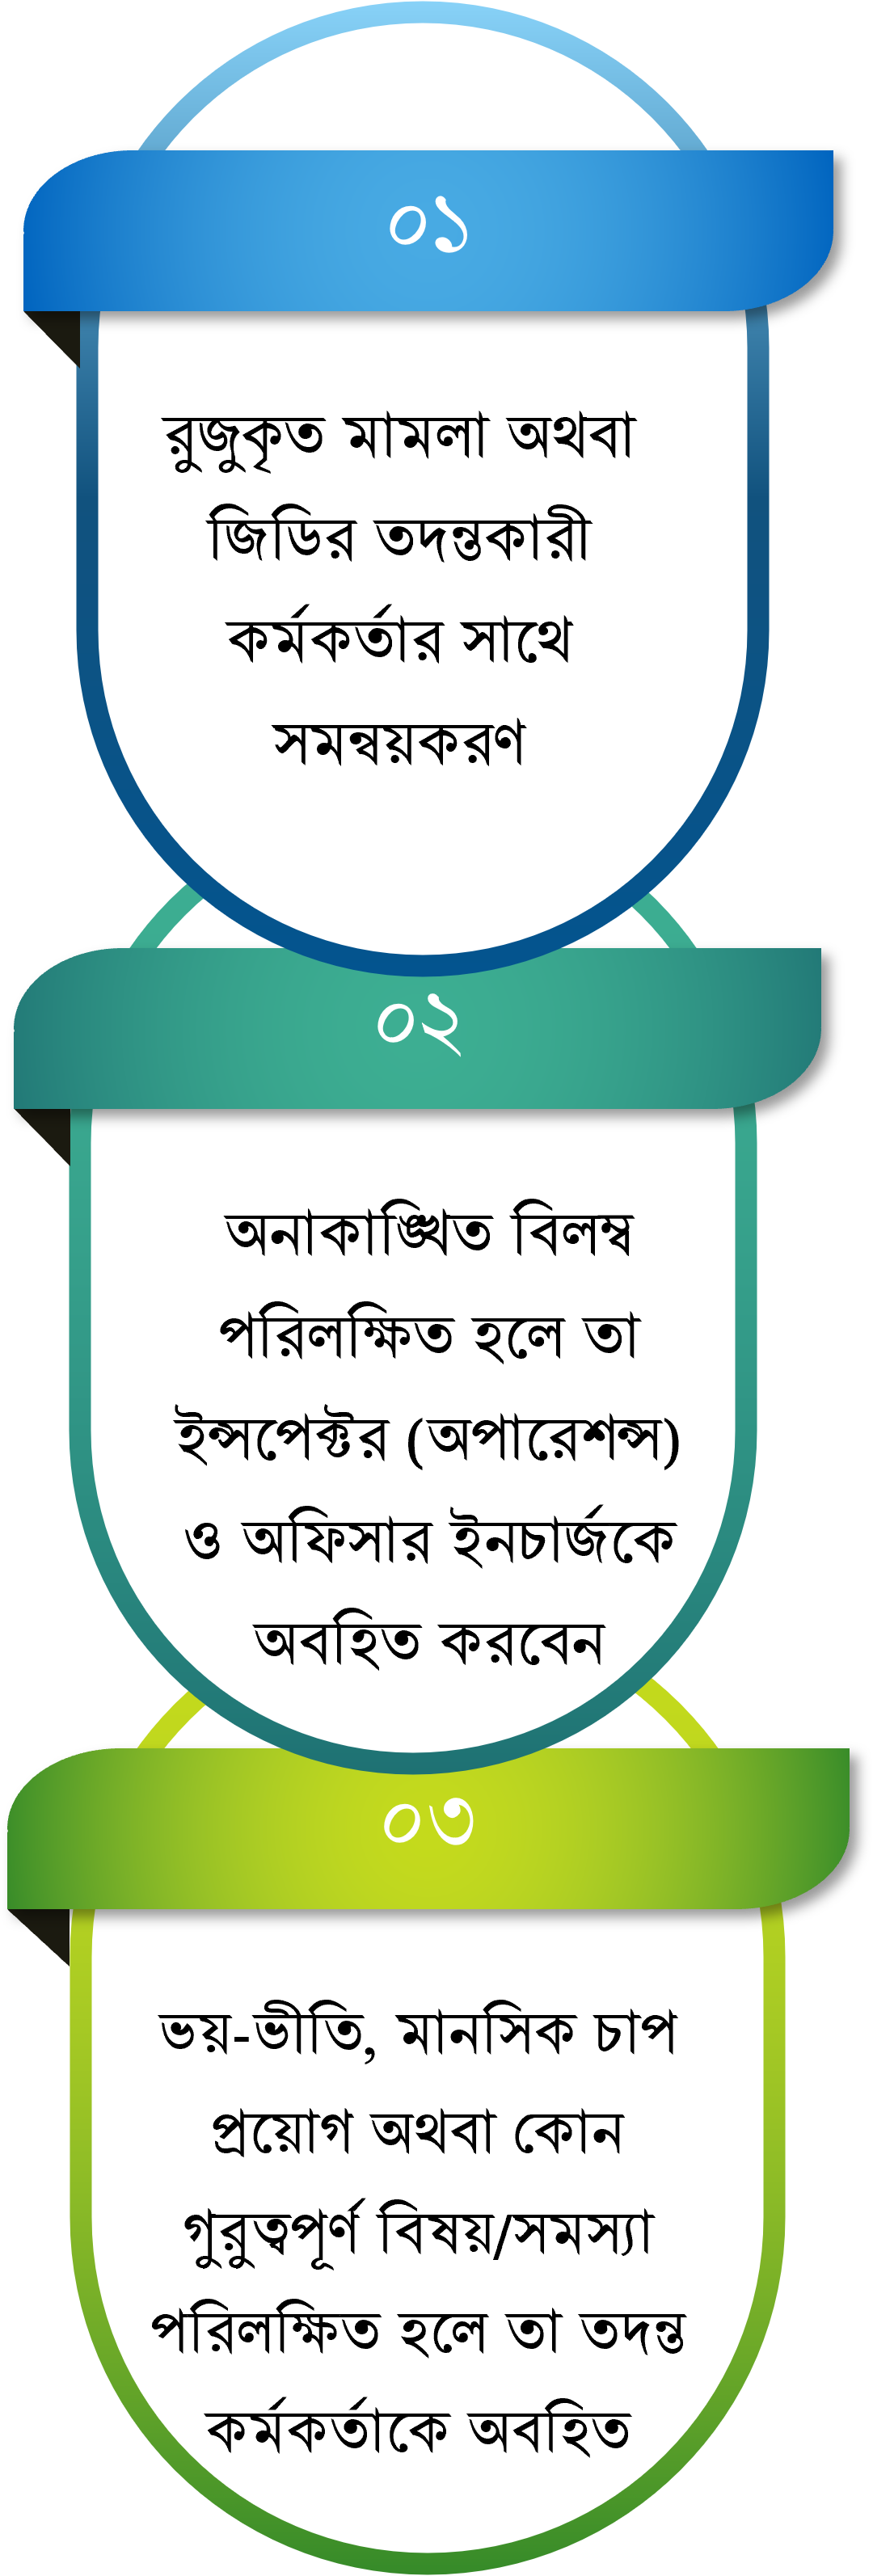 ০১
রুজুকৃত মামলা অথবা
জিডির তদন্তকারী
কর্মকর্তার সাথে
সমন্বয়করণ
০২
অনাকাঙ্খিত বিলম্ব
পরিলক্ষিত হলে তা
ইন্সপেক্টর (অপারেশন্স)
ও অফিসার ইনচার্জকে
অবহিত করবেন
০৩
ভয়-ভীতি, মানসিক চাপ
প্রয়োগ অথবা কোন
গুরুত্বপূর্ণ বিষয়/সমস্যা
পরিলক্ষিত হলে তা তদন্ত
কর্মকর্তাকে অবহিত